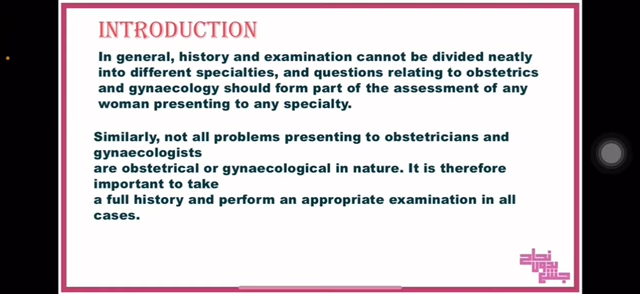 INTRODUCTION
In general, history and examination cannot be divided neatly
into different specialties, and questions relating to obstetrics
and gynaecology should form part of the assessment of any
woman presenting to any specialty.
Similarly, not all problems presenting to obstetricians and
gynaecologists
are obstetrical or gynaecological in nature. It is therefore
important to take
a full history and perform an appropriate examination in all
cases.
نجاح
بدون
جشع